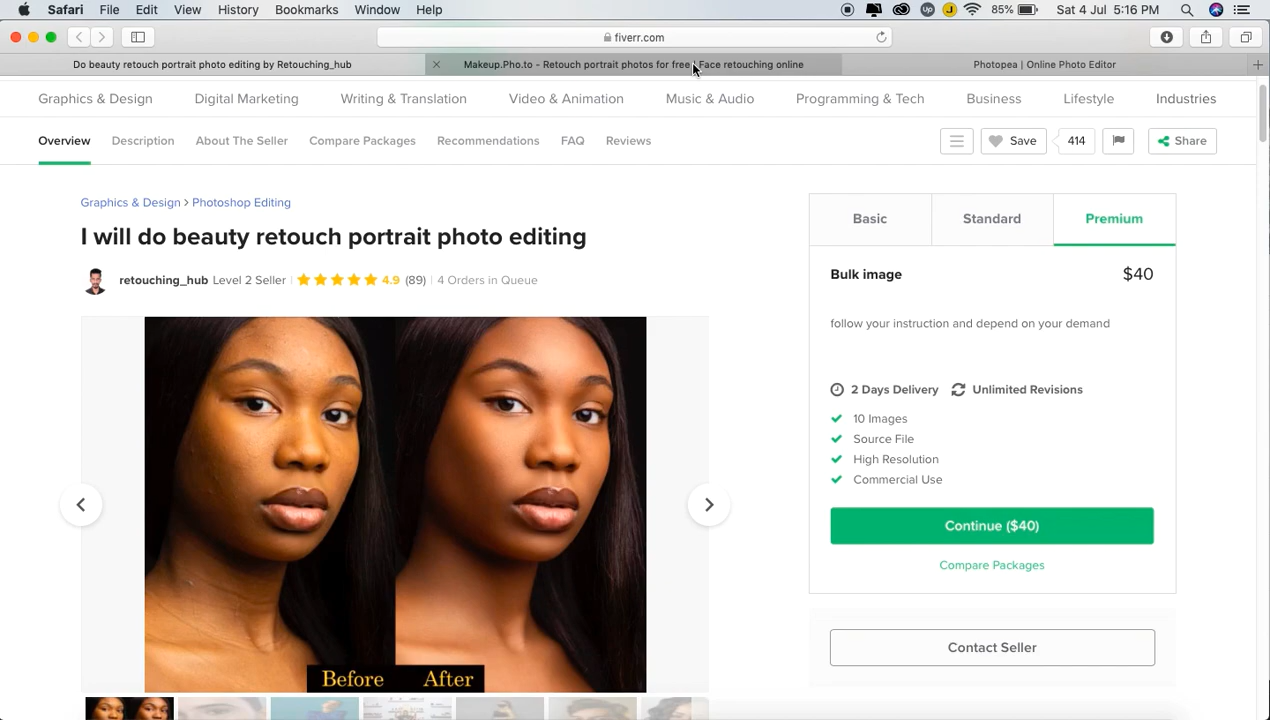 Safari File Edit View History Bookmarks Window Help Up J 85% Sat 4 Jul 5:16 PM
fiverr.com
Do beauty retouch portrait photo editing by Retouching_hub Makeup.Pho.to - Retouch portrait photos for free | Face retouching online Photopea | Online Photo Editor
Graphics & Design Digital Marketing Writing & Translation Video & Animation Music & Audio Programming & Tech Business Lifestyle Industries
Overview Description About The Seller Compare Packages Recommendations FAQ Reviews Save 414 Share
Graphics & Design > Photoshop Editing
I will do beauty retouch portrait photo editing
retouching_hub Level 2 Seller 4.9 (89) 4 Orders in Queue
Before After
Basic Standard Premium
Bulk image $40
follow your instruction and depend on your demand
2 Days Delivery Unlimited Revisions
10 Images
Source File
High Resolution
Commercial Use
Continue ($40)
Compare Packages
Contact Seller